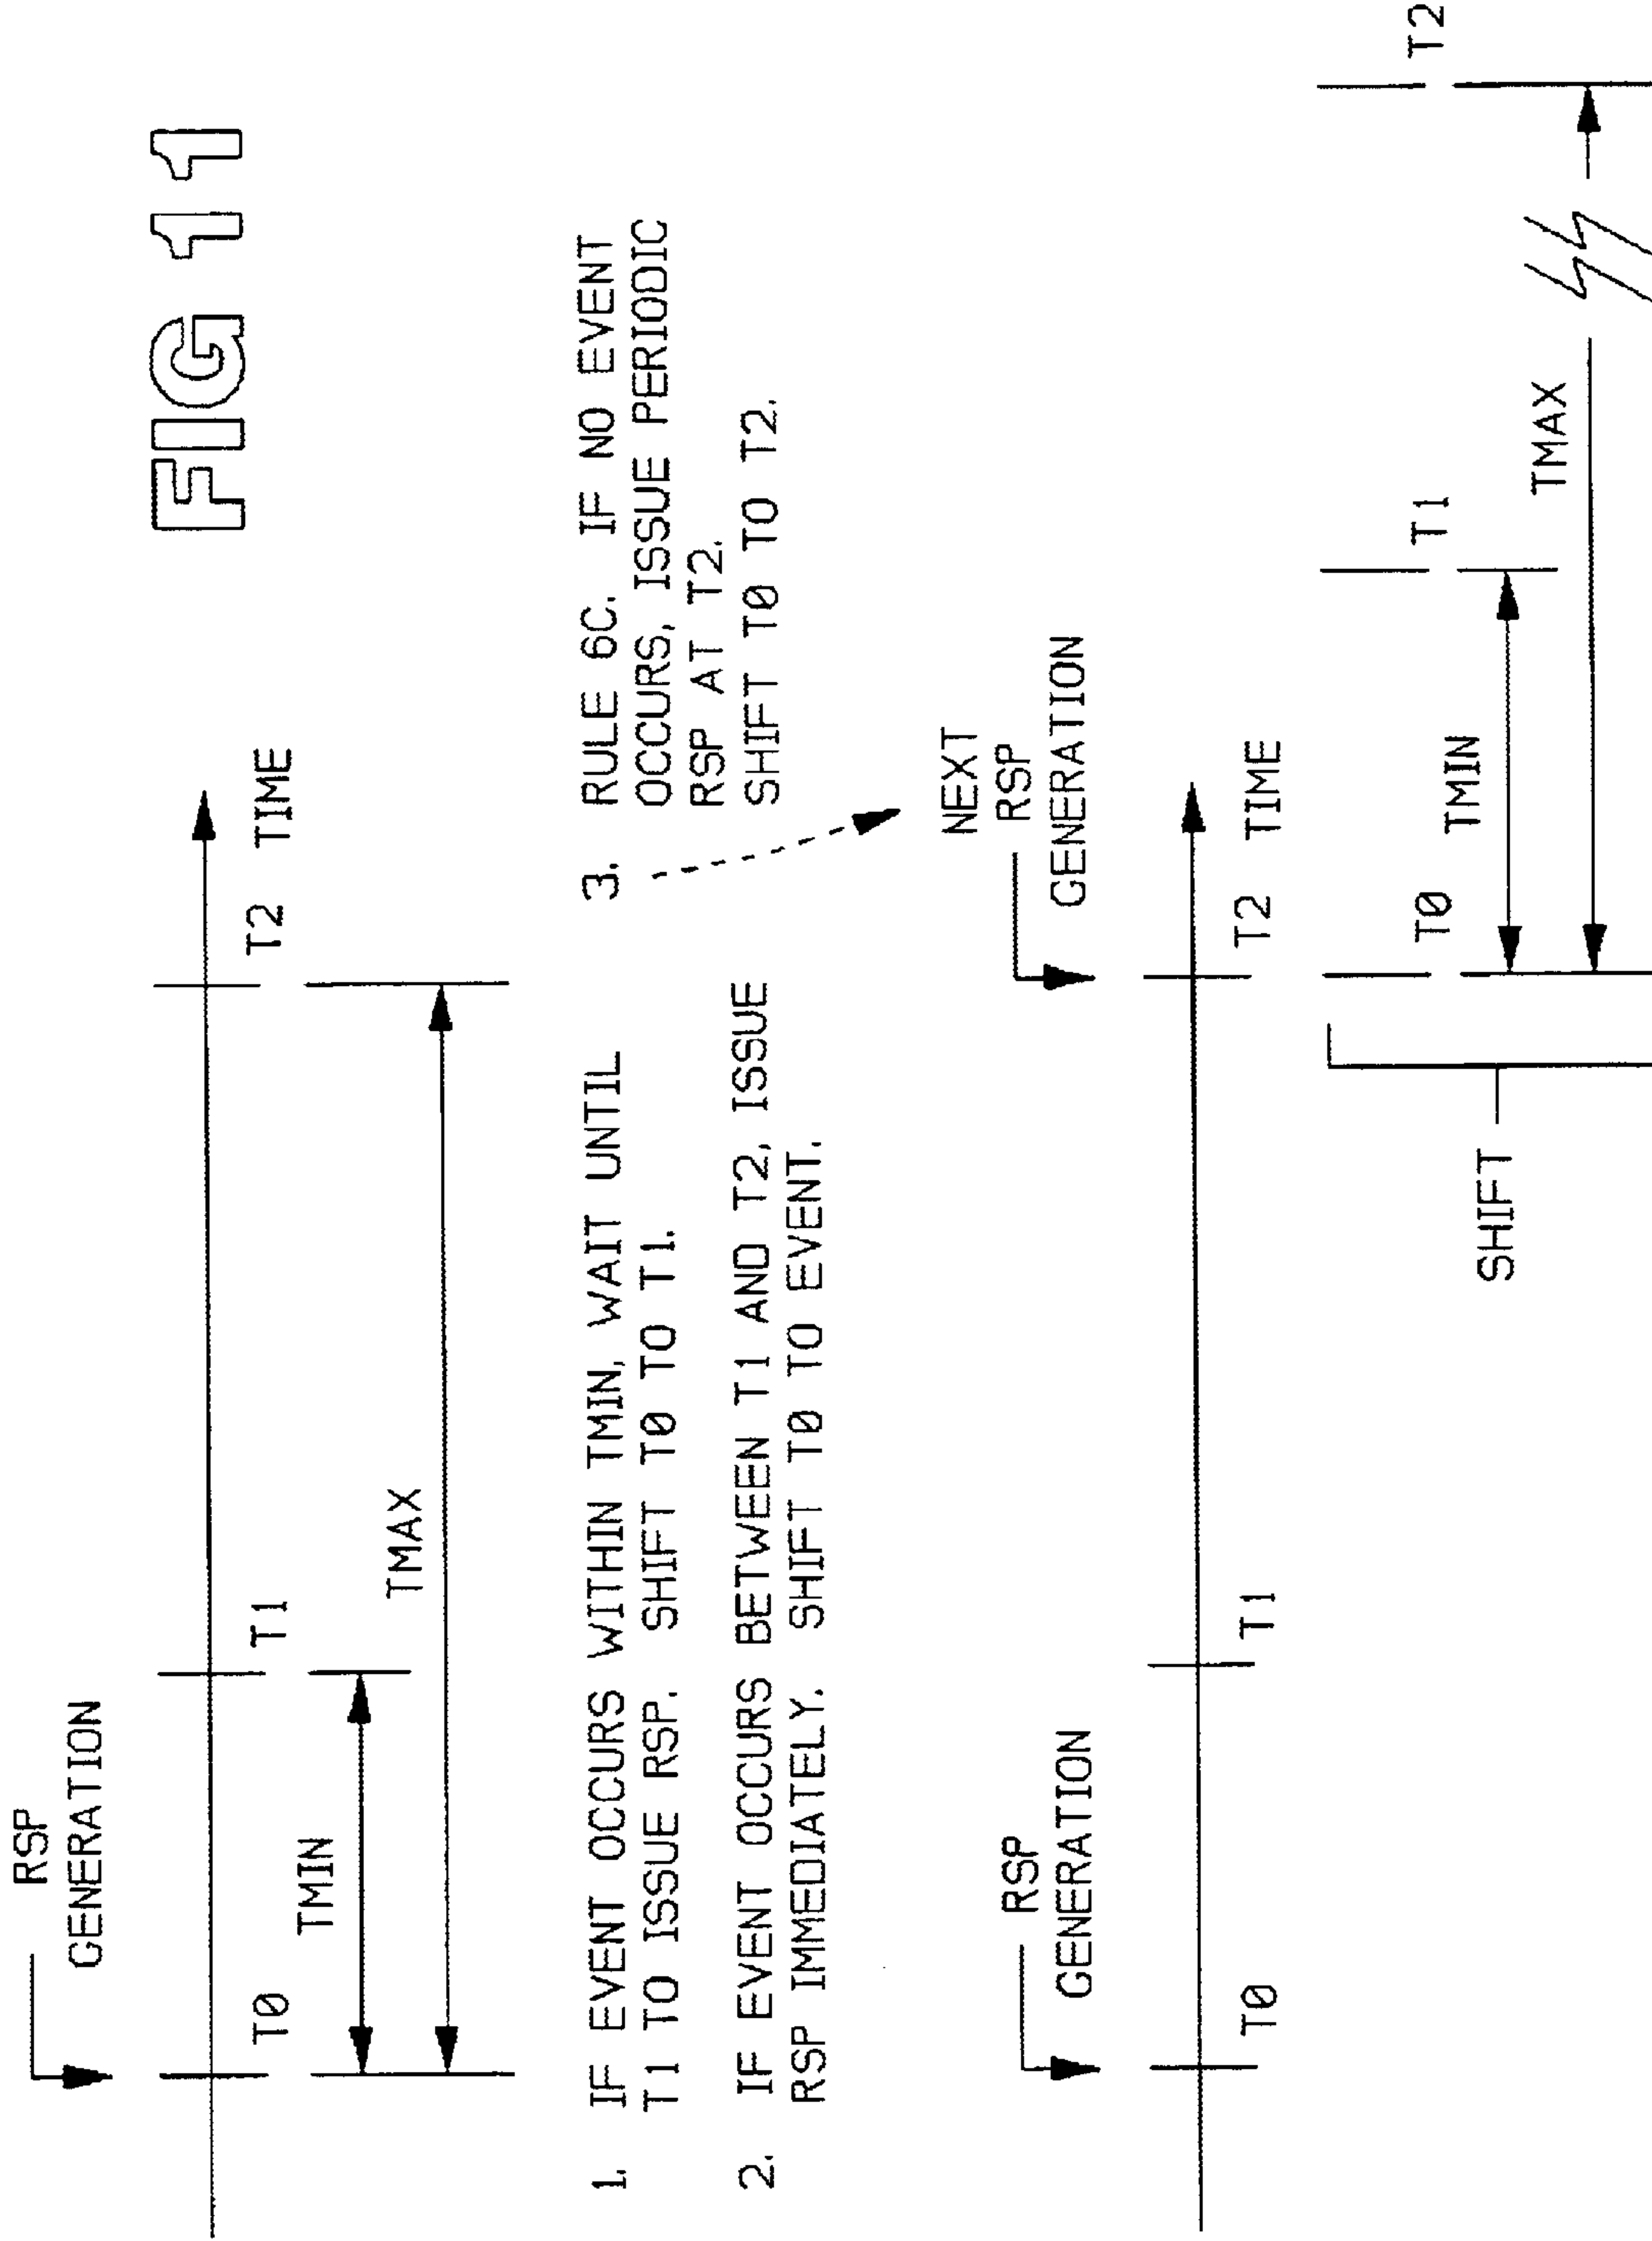 FIG 11
RSP
GENERATION
T0
T1
T2 TIME
TMIN
TMAX
1. IF EVENT OCCURS WITHIN TMIN, WAIT UNTIL
T1 TO ISSUE RSP. SHIFT T0 TO T1.
2. IF EVENT OCCURS BETWEEN T1 AND T2, ISSUE
RSP IMMEDIATELY. SHIFT T0 TO EVENT.
3. RULE 6C. IF NO EVENT
OCCURS, ISSUE PERIODIC
RSP AT T2.
SHIFT T0 TO T2.
RSP
GENERATION
NEXT
RSP
GENERATION
T0
T1
T2 TIME
SHIFT
T0
T1
T2
TMIN
TMAX